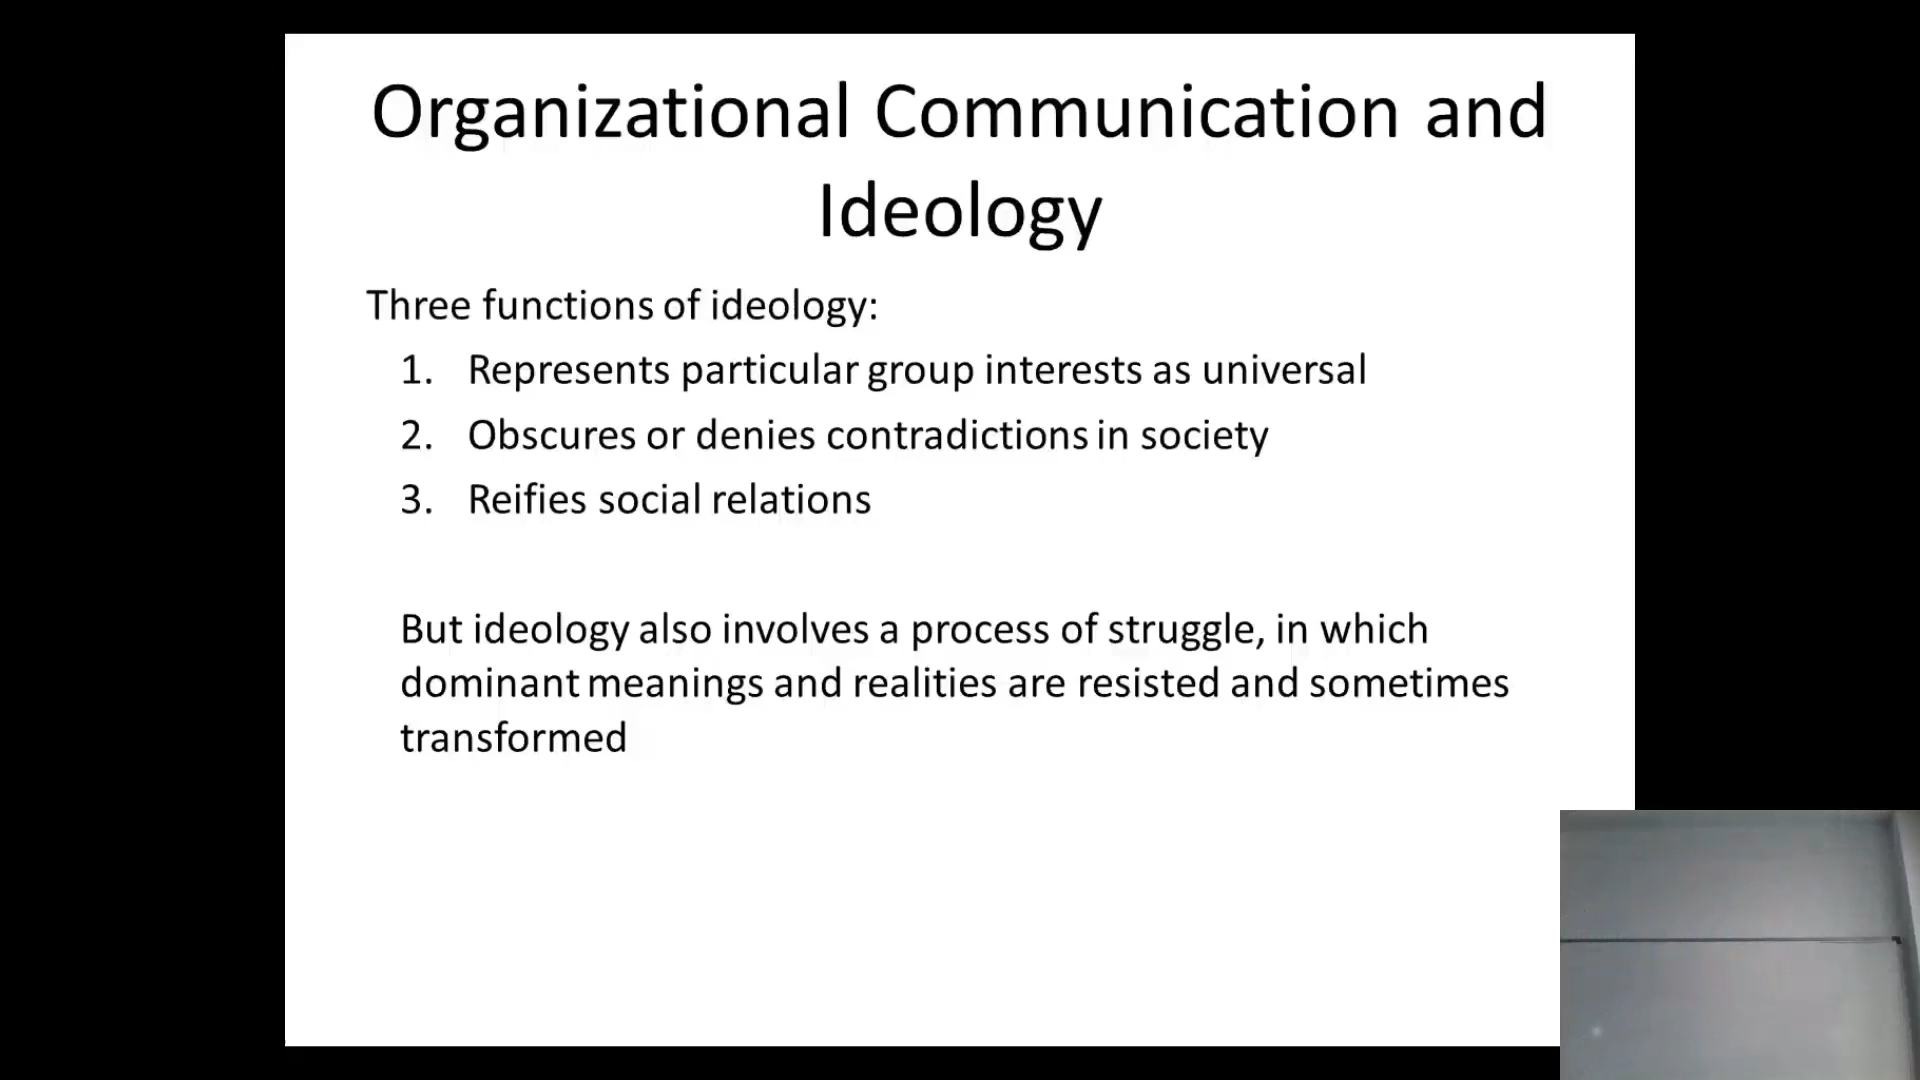 Organizational Communication and
Ideology
Three functions of ideology:
1. Represents particular group interests as universal
2. Obscures or denies contradictions in society
3. Reifies social relations
But ideology also involves a process of struggle, in which
dominant meanings and realities are resisted and sometimes
transformed